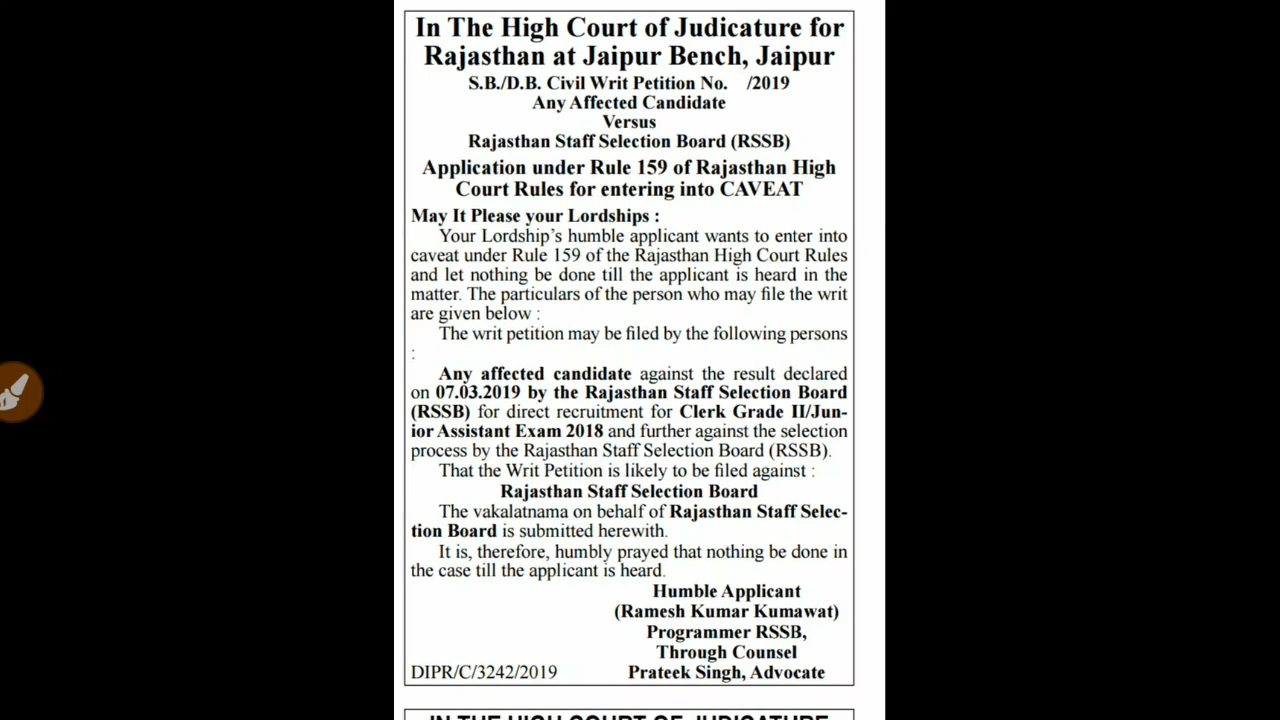 In The High Court of Judicature for
Rajasthan at Jaipur Bench, Jaipur
S.B./D.B. Civil Writ Petition No. /2019
Any Affected Candidate
Versus
Rajasthan Staff Selection Board (RSSB)
Application under Rule 159 of Rajasthan High
Court Rules for entering into CAVEAT
May It Please your Lordships :
Your Lordship's humble applicant wants to enter into
caveat under Rule 159 of the Rajasthan High Court Rules
and let nothing be done till the applicant is heard in the
matter. The particulars of the person who may file the writ
are given below :
The writ petition may be filed by the following persons
:
Any affected candidate against the result declared
on 07.03.2019 by the Rajasthan Staff Selection Board
(RSSB) for direct recruitment for Clerk Grade II/Jun-
ior Assistant Exam 2018 and further against the selection
process by the Rajasthan Staff Selection Board (RSSB).
That the Writ Petition is likely to be filed against :
Rajasthan Staff Selection Board
The vakalatnama on behalf of Rajasthan Staff Selec-
tion Board is submitted herewith.
It is, therefore, humbly prayed that nothing be done in
the case till the applicant is heard.
Humble Applicant
(Ramesh Kumar Kumawat)
Programmer RSSB,
Through Counsel
DIPR/C/3242/2019 Prateek Singh, Advocate
IN THE HIGH COURT OF JUDICATURE